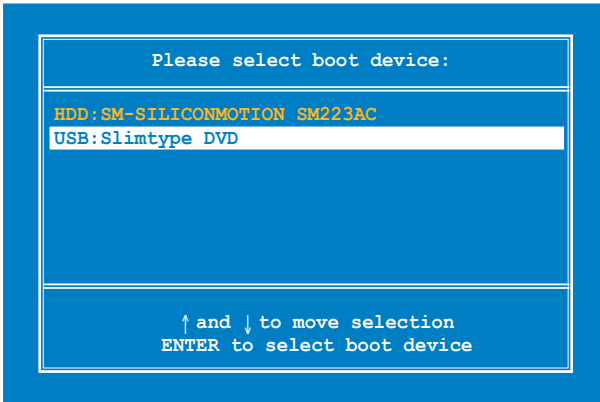 Please select boot device:
HDD:SM-SILICONMOTION SM223AC
USB:Slimtype DVD
↑ and ↓ to move selection
ENTER to select boot device